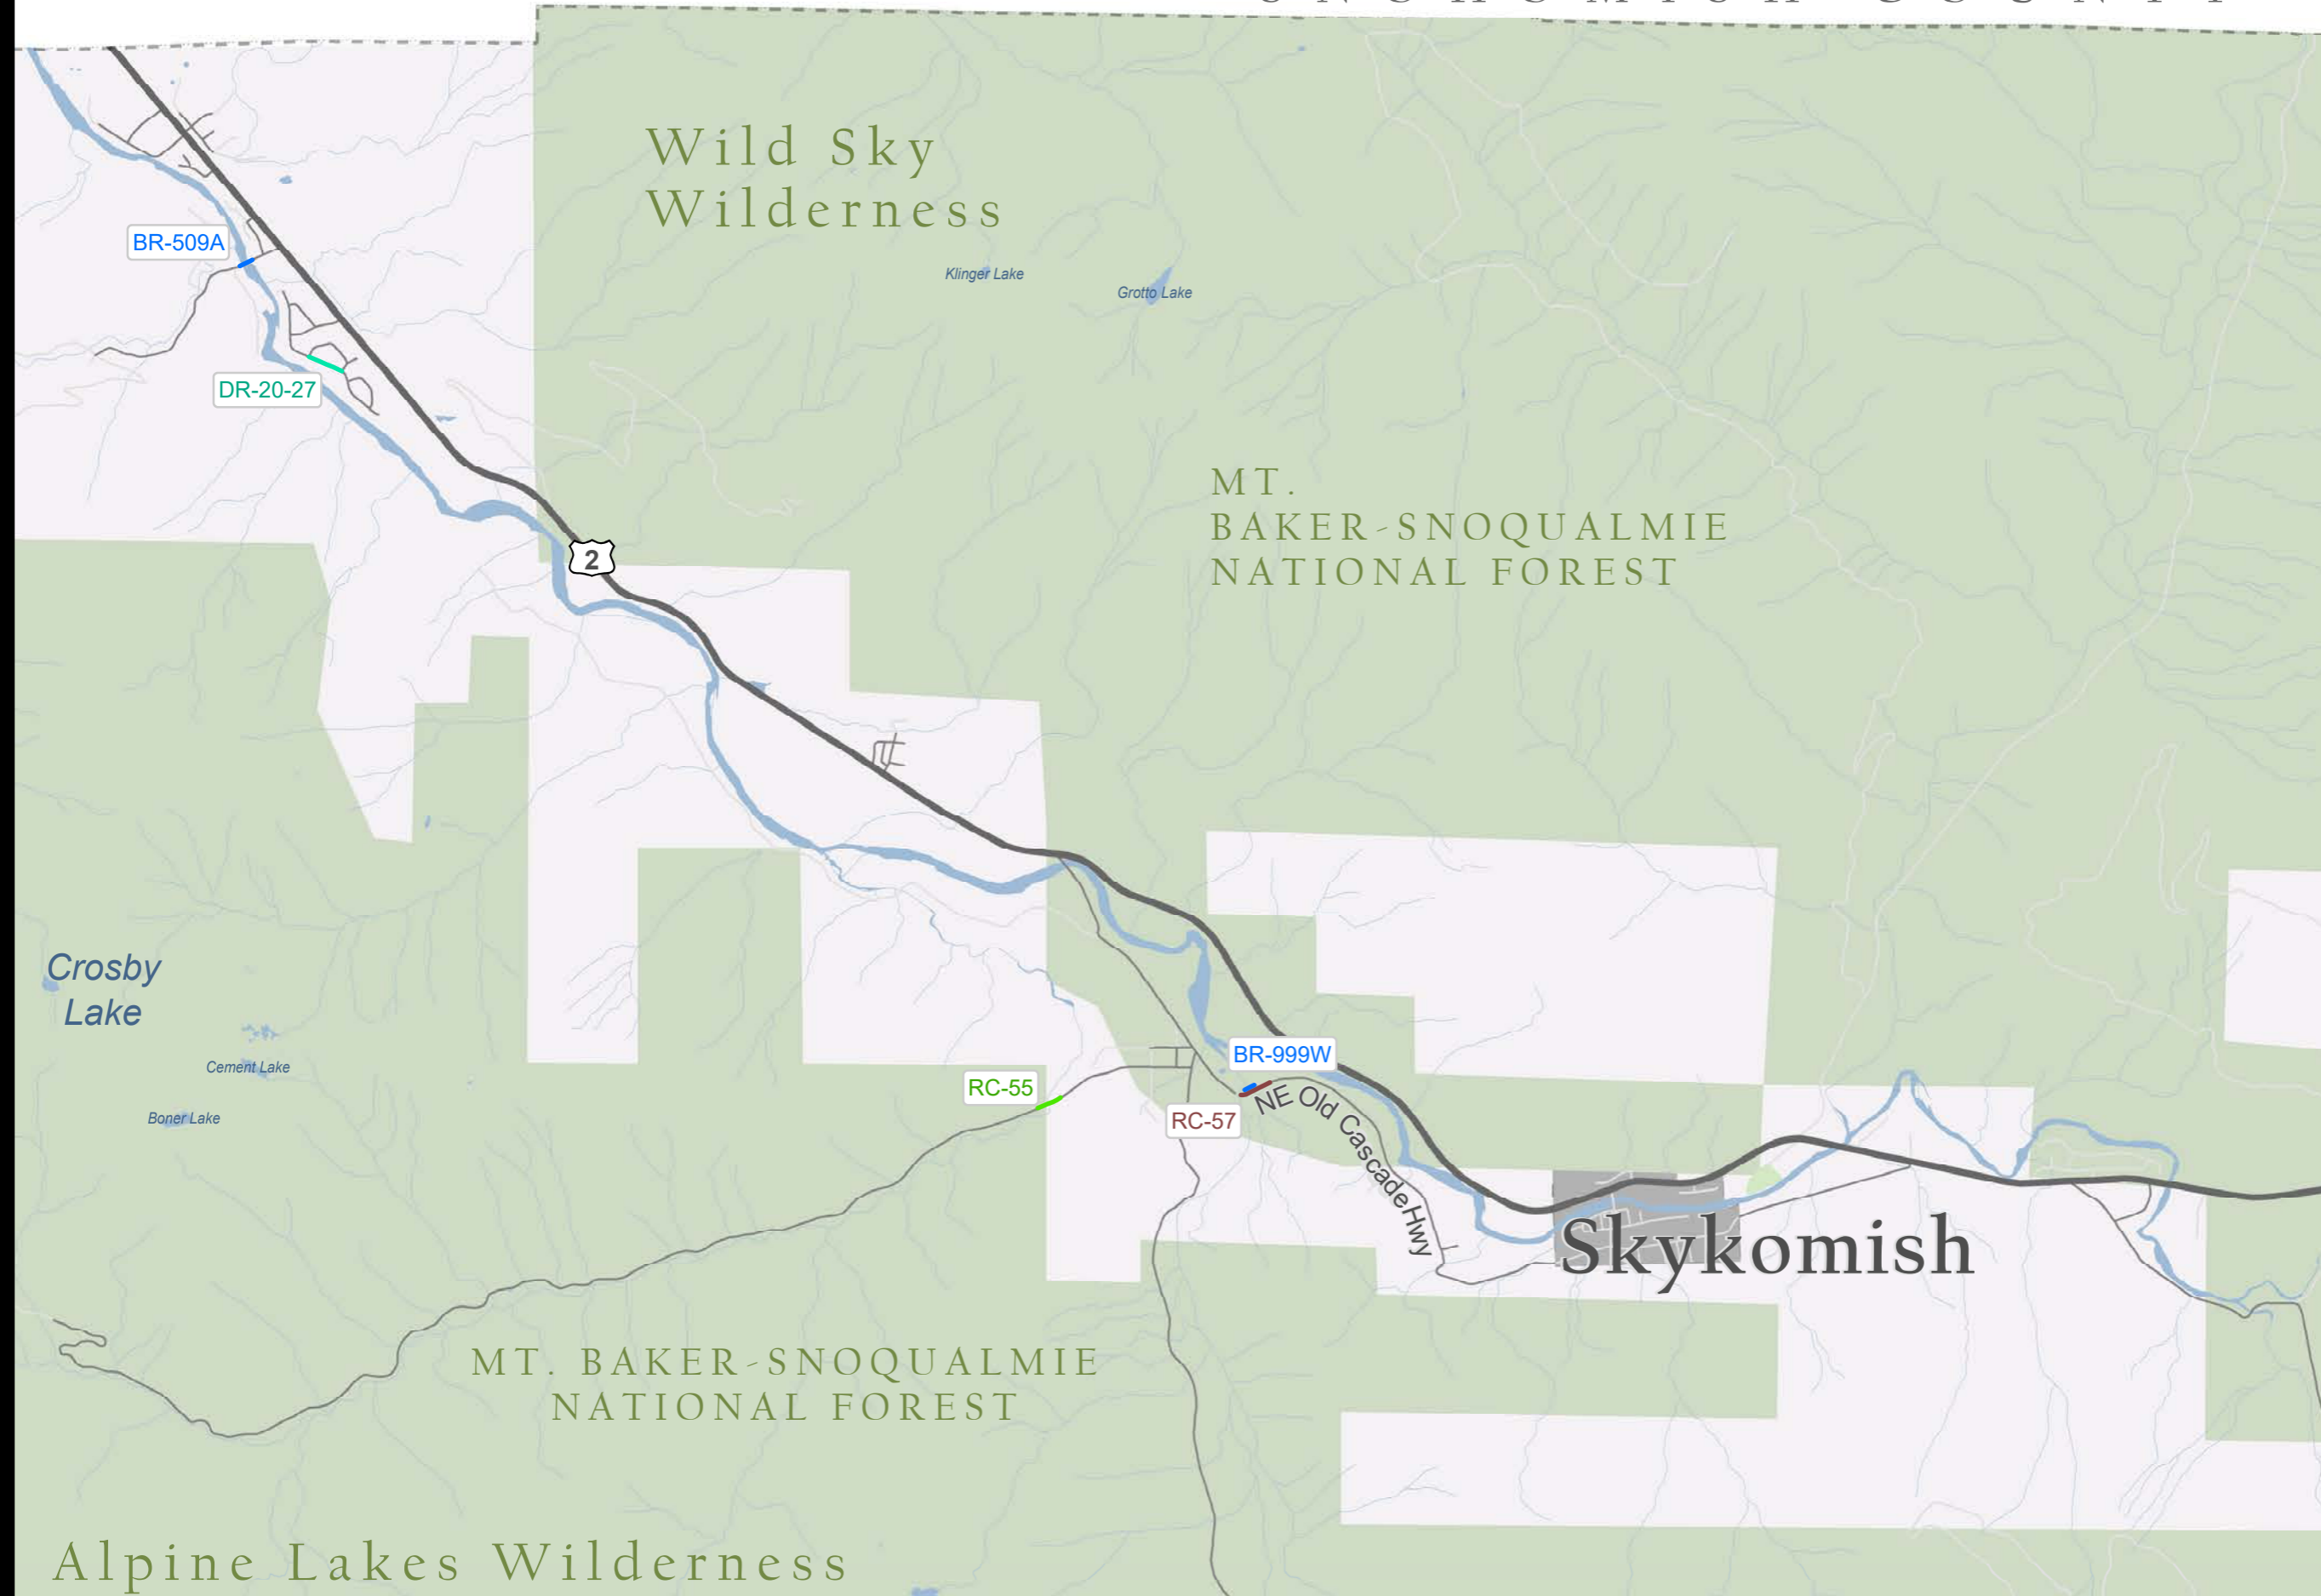 SNOHOMISH COUNTY
Wild Sky
Wilderness
BR-509A
Klinger Lake
Grotto Lake
DR-20-27
MT.
BAKER-SNOQUALMIE
NATIONAL FOREST
2
Crosby
Lake
Cement Lake
Boner Lake
BR-999W
RC-55
RC-57
NE Old Cascade Hwy
Skykomish
MT. BAKER-SNOQUALMIE
NATIONAL FOREST
Alpine Lakes Wilderness